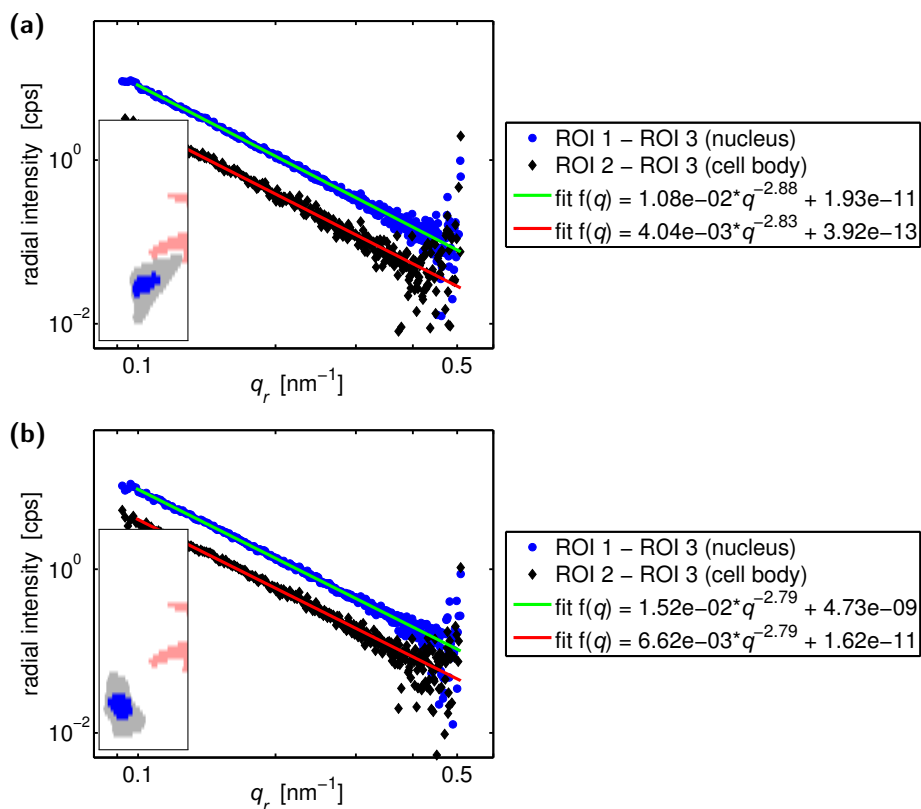 (a)
radial intensity [cps]
10^0
10^-2
0.1
0.5
q_r [nm^-1]
ROI 1 – ROI 3 (nucleus)
ROI 2 – ROI 3 (cell body)
fit f(q) = 1.08e−02*q^-2.88 + 1.93e−11
fit f(q) = 4.04e−03*q^-2.83 + 3.92e−13
(b)
radial intensity [cps]
10^0
10^-2
0.1
0.5
q_r [nm^-1]
ROI 1 – ROI 3 (nucleus)
ROI 2 – ROI 3 (cell body)
fit f(q) = 1.52e−02*q^-2.79 + 4.73e−09
fit f(q) = 6.62e−03*q^-2.79 + 1.62e−11